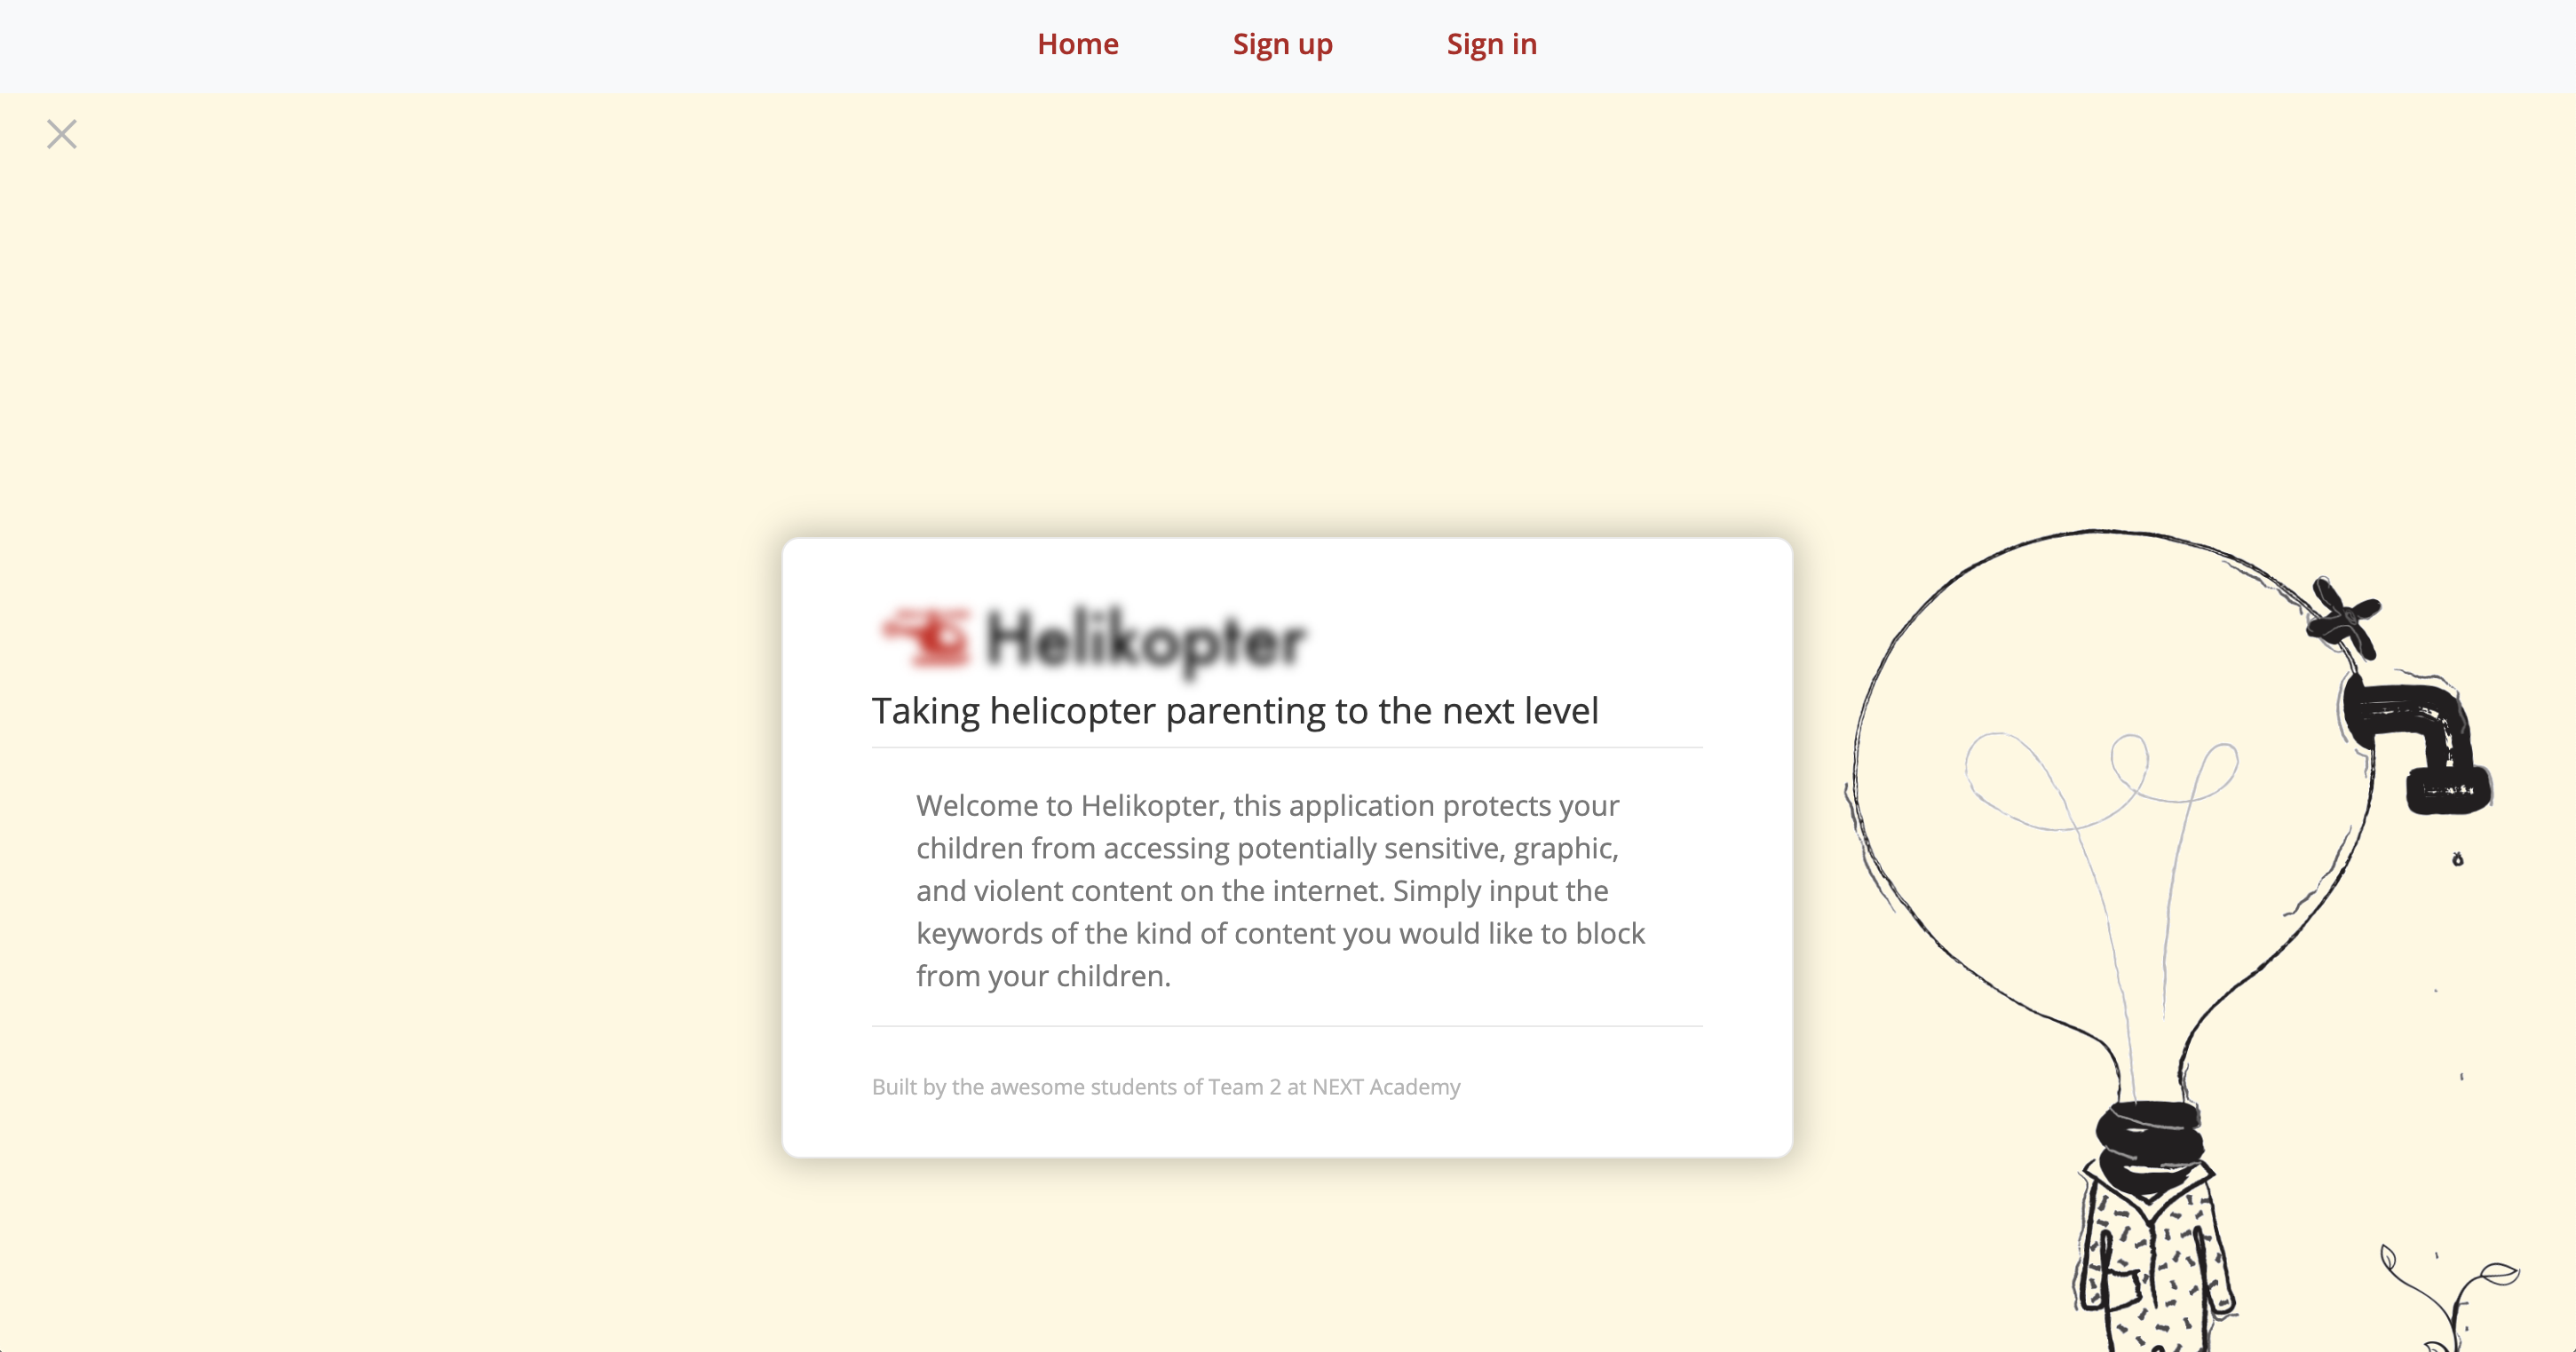 Home Sign up Sign in
Helikopter
Taking helicopter parenting to the next level
Welcome to Helikopter, this application protects your
children from accessing potentially sensitive, graphic,
and violent content on the internet. Simply input the
keywords of the kind of content you would like to block
from your children.
Built by the awesome students of Team 2 at NEXT Academy